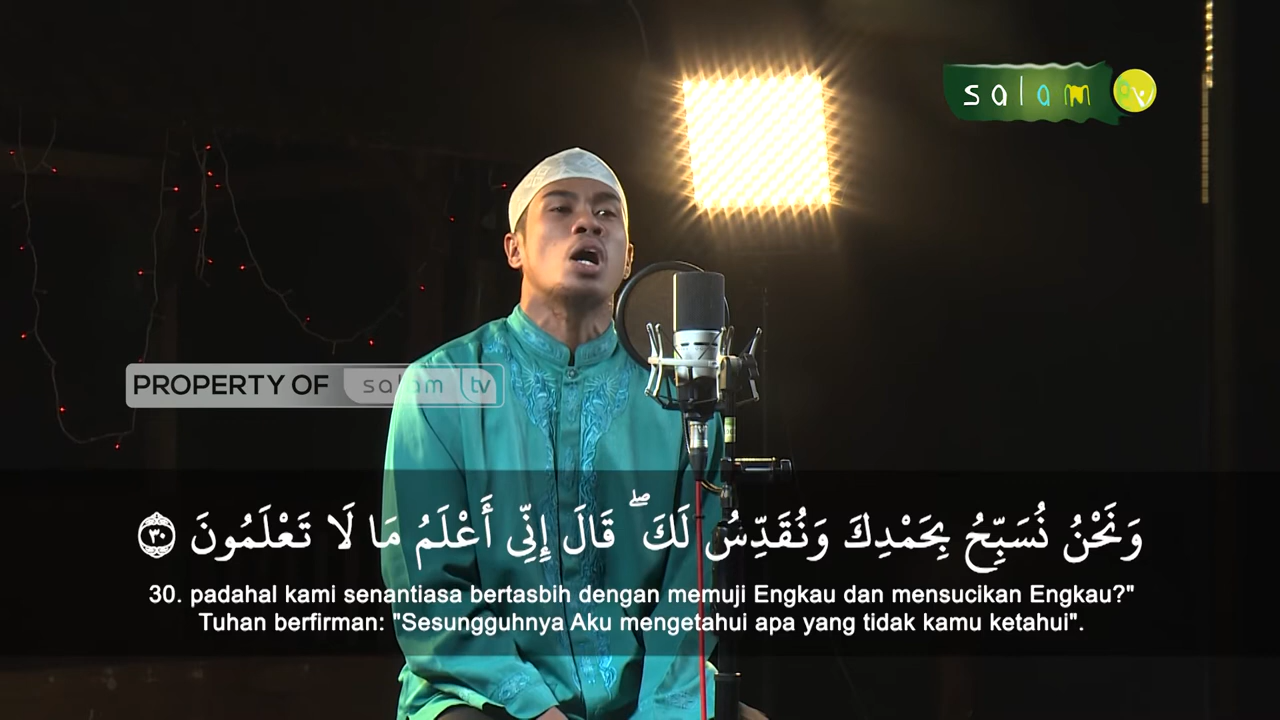 salam tv
PROPERTY OF salam tv
وَنَحْنُ نُسَبِّحُ بِحَمْدِكَ وَنُقَدِّسُ لَكَ ۖ قَالَ إِنِّي أَعْلَمُ مَا لَا تَعْلَمُونَ ٣٠
30. padahal kami senantiasa bertasbih dengan memuji Engkau dan mensucikan Engkau?"
Tuhan berfirman: "Sesungguhnya Aku mengetahui apa yang tidak kamu ketahui".